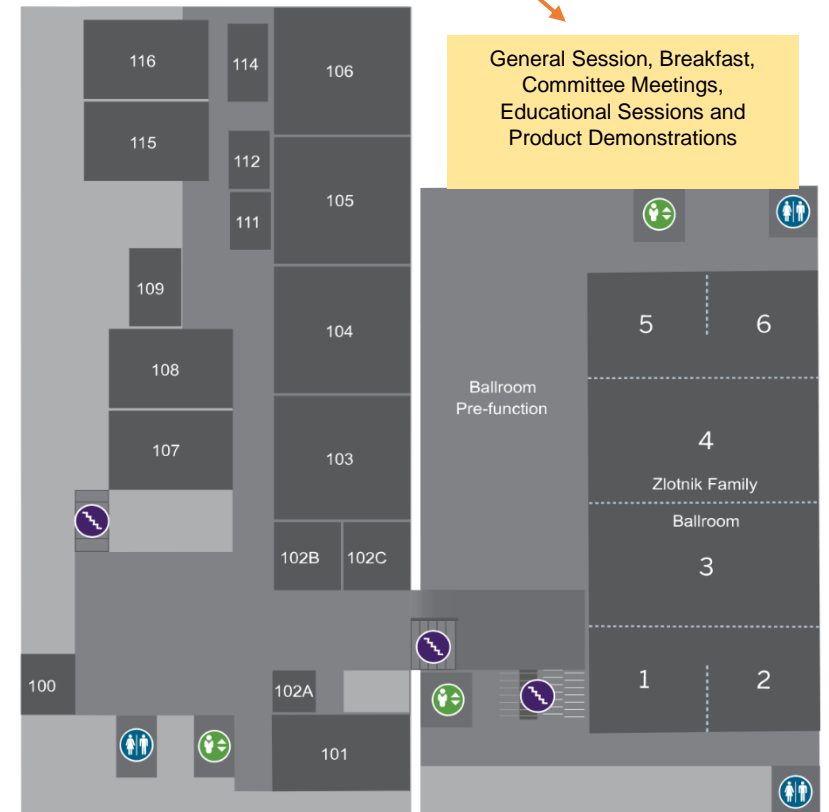 General Session, Breakfast,
Committee Meetings,
Educational Sessions and
Product Demonstrations
116
114
106
115
112
105
111
109
104
108
107
103
102B
102C
100
102A
101
Ballroom
Pre-function
5
6
4
Zlotnik Family
Ballroom
3
1
2